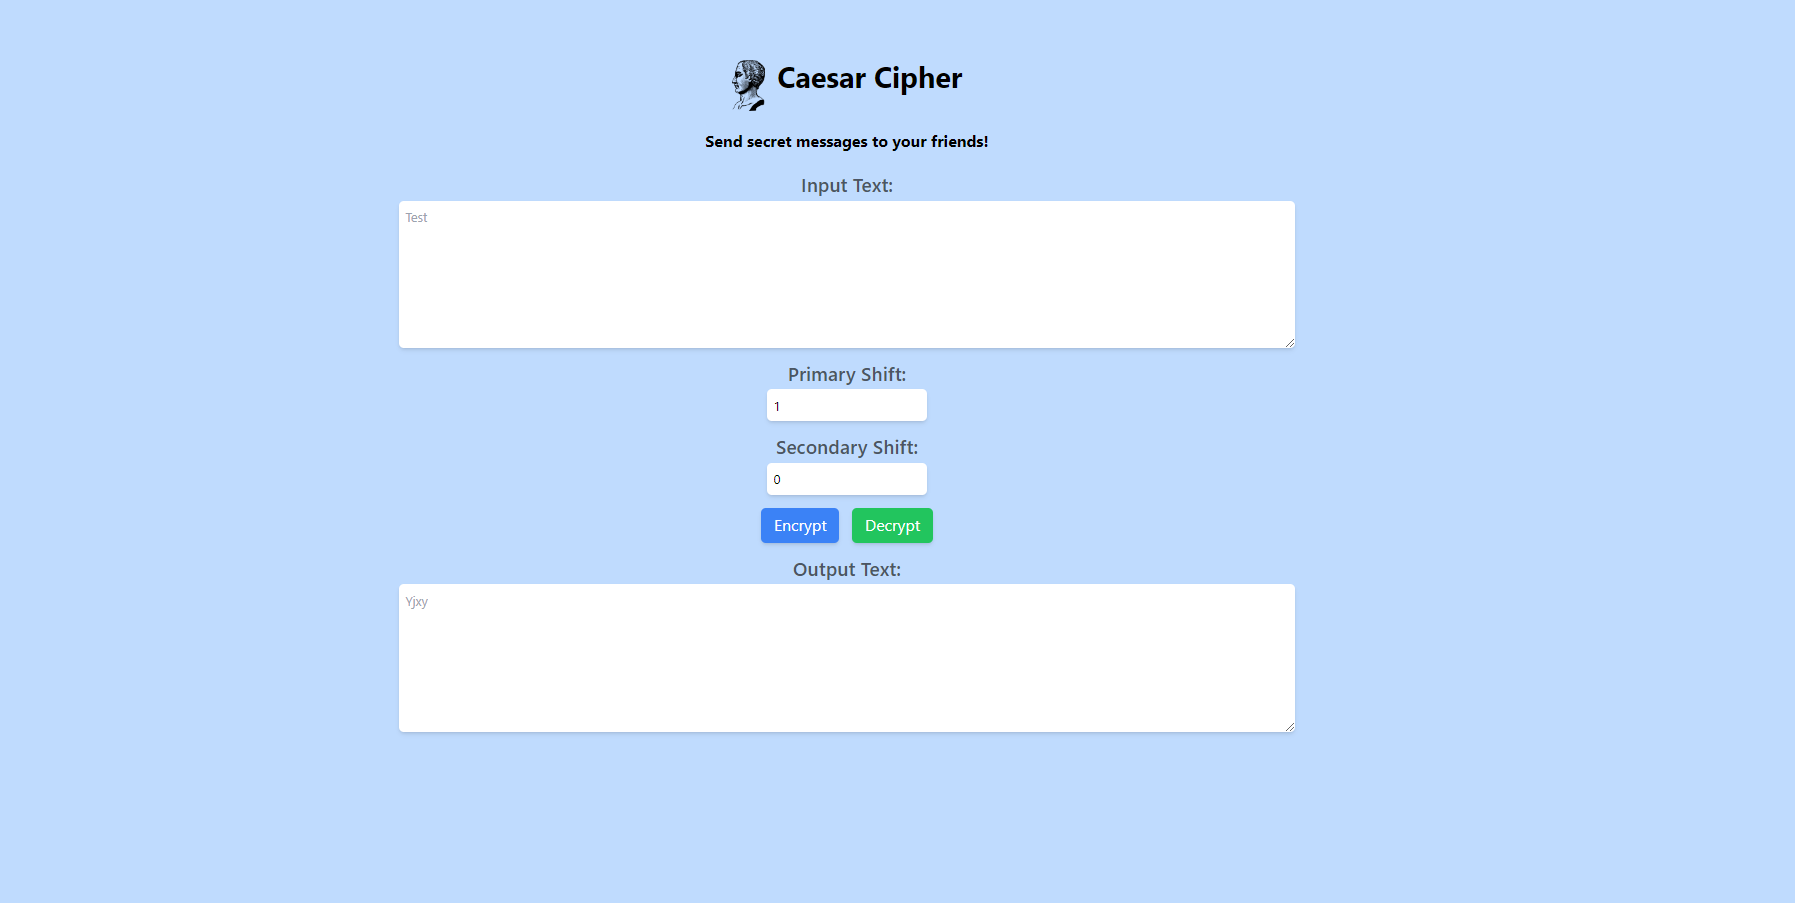 Caesar Cipher
Send secret messages to your friends!
Input Text:
Test
Primary Shift:
1
Secondary Shift:
0
Encrypt Decrypt
Output Text:
Yjxy